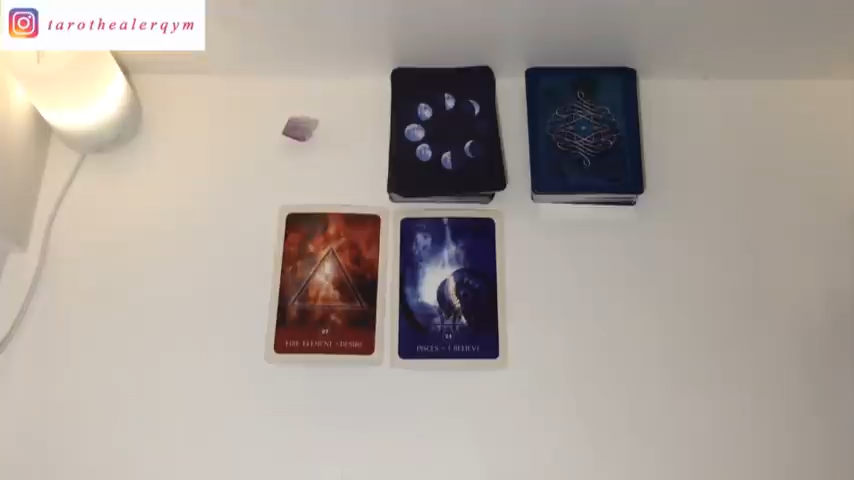 tarothealerqym
FIRE ELEMENT - DESIRE
PISCES - I BELIEVE